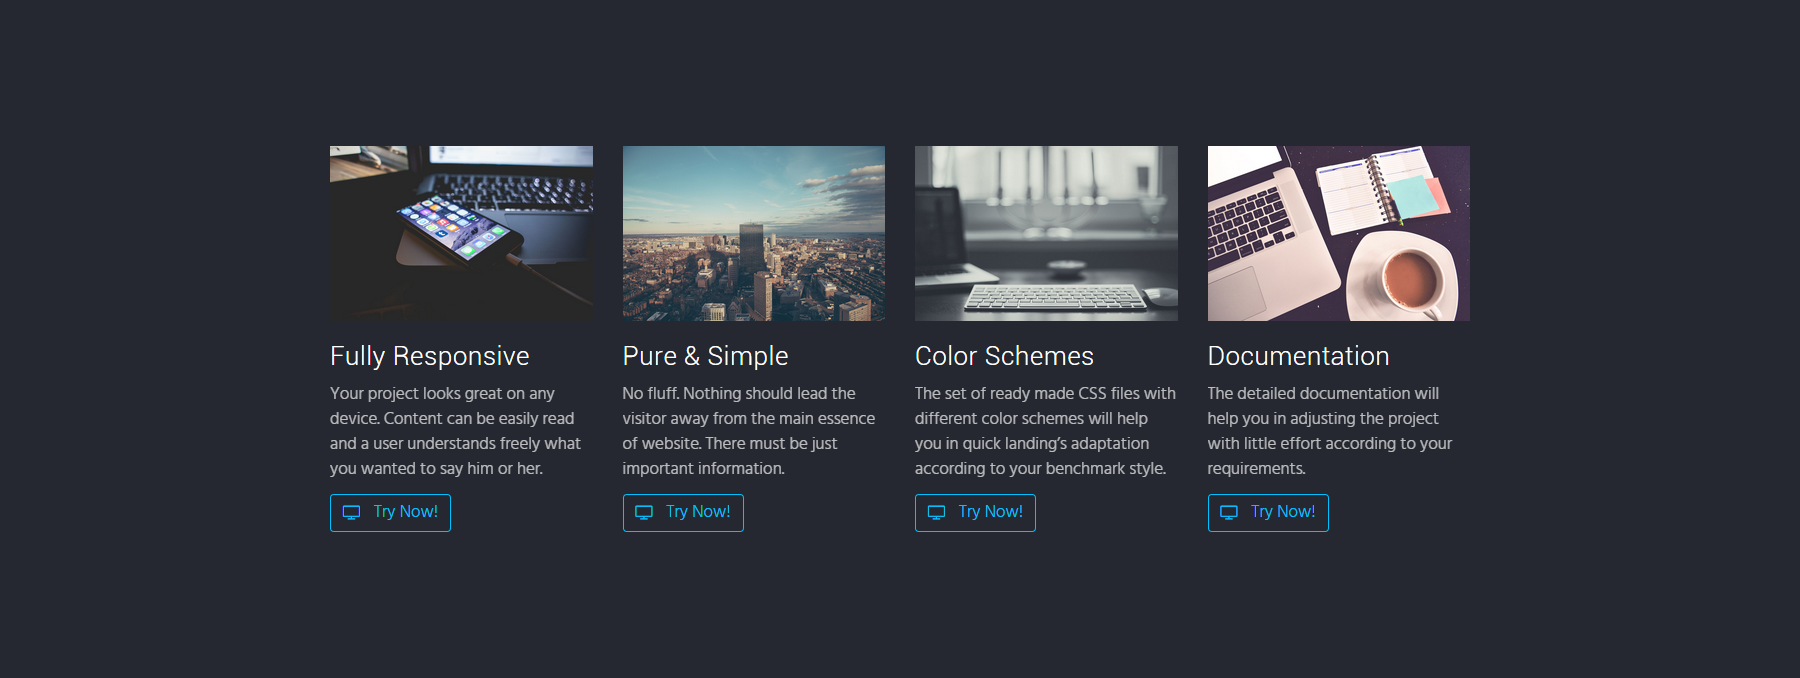 Fully Responsive
Your project looks great on any
device. Content can be easily read
and a user understands freely what
you wanted to say him or her.
Try Now!
Pure & Simple
No fluff. Nothing should lead the
visitor away from the main essence
of website. There must be just
important information.
Try Now!
Color Schemes
The set of ready made CSS files with
different color schemes will help
you in quick landing’s adaptation
according to your benchmark style.
Try Now!
Documentation
The detailed documentation will
help you in adjusting the project
with little effort according to your
requirements.
Try Now!